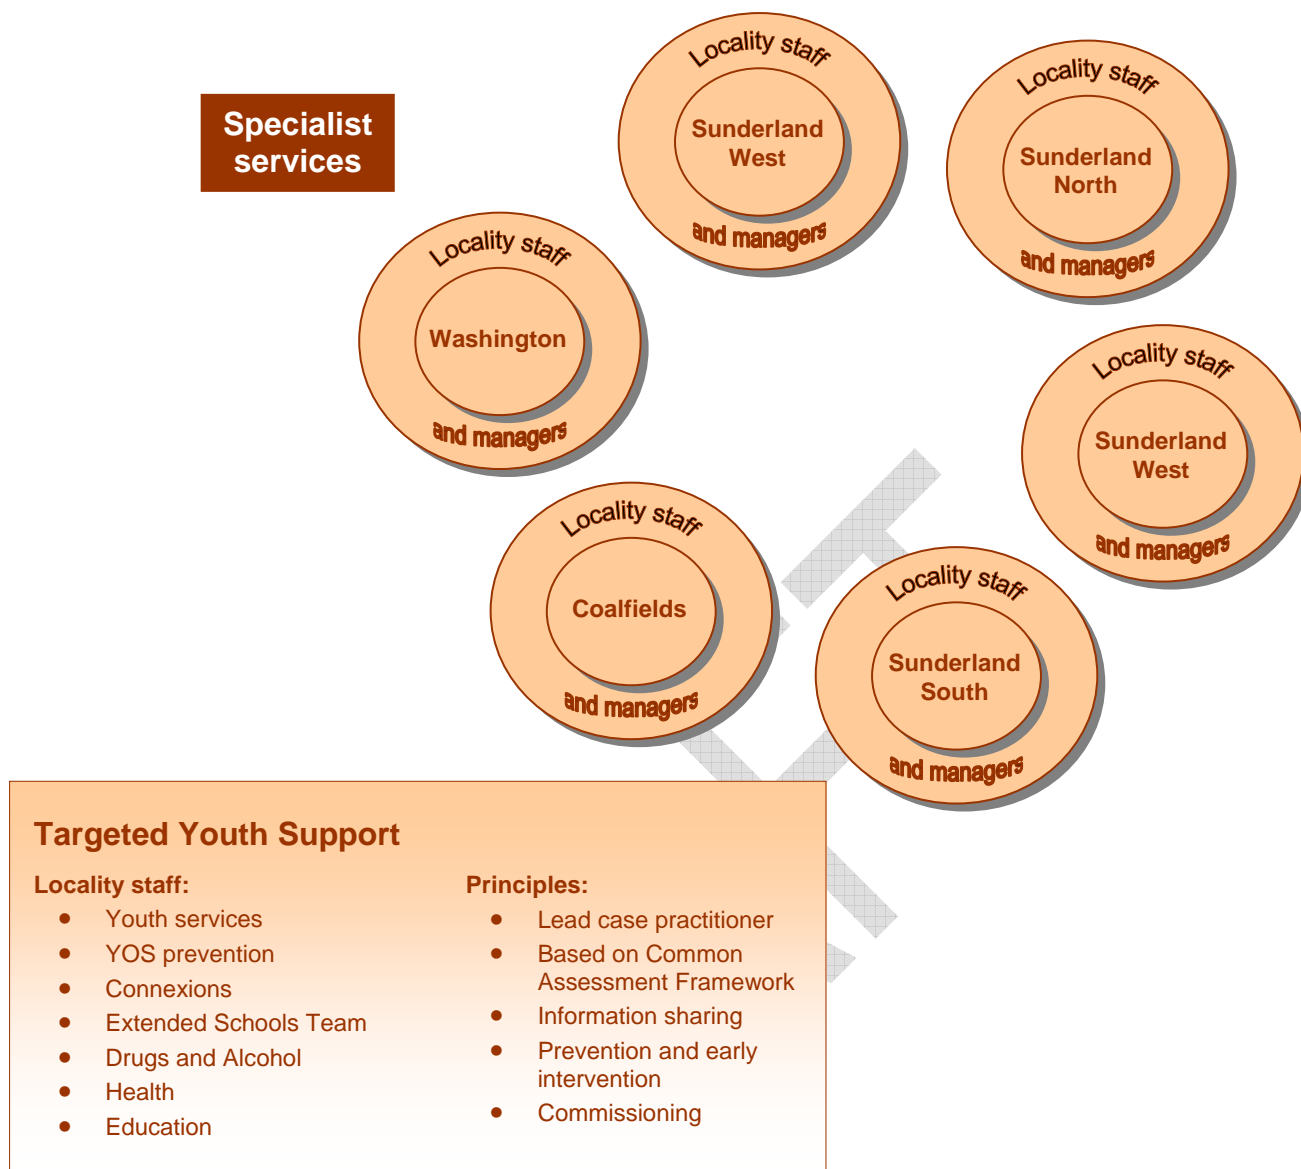 Specialist
services
Locality staff
Sunderland
West
and managers
Locality staff
Sunderland
North
and managers
Locality staff
Washington
and managers
Locality staff
Sunderland
West
and managers
Locality staff
Coalfields
and managers
Locality staff
Sunderland
South
and managers
Targeted Youth Support
Locality staff:
• Youth services
• YOS prevention
• Connexions
• Extended Schools Team
• Drugs and Alcohol
• Health
• Education
Principles:
• Lead case practitioner
• Based on Common
Assessment Framework
• Information sharing
• Prevention and early
intervention
• Commissioning